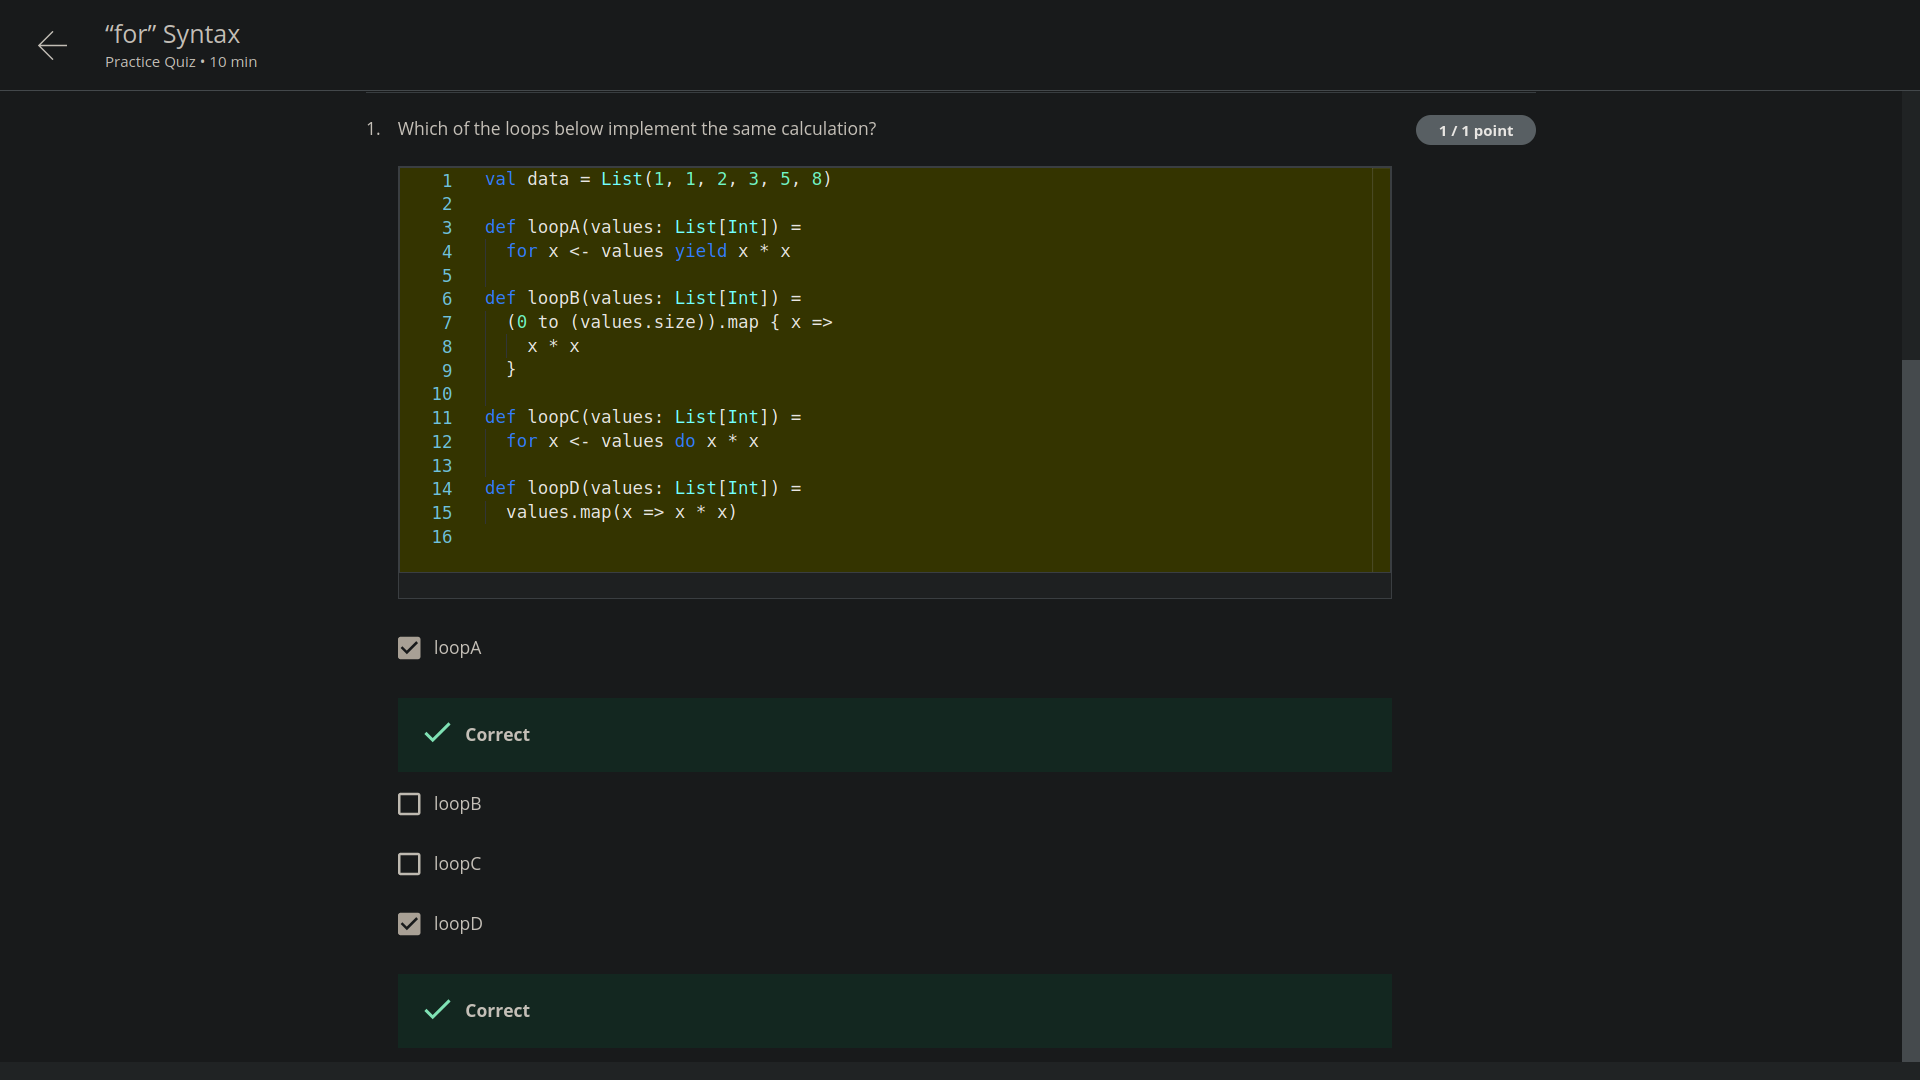 “for” Syntax
Practice Quiz • 10 min
1. Which of the loops below implement the same calculation?
1 / 1 point
1 val data = List(1, 1, 2, 3, 5, 8)
2
3 def loopA(values: List[Int]) =
4   for x <- values yield x * x
5
6 def loopB(values: List[Int]) =
7   (0 to (values.size)).map { x =>
8     x * x
9   }
10
11 def loopC(values: List[Int]) =
12   for x <- values do x * x
13
14 def loopD(values: List[Int]) =
15   values.map(x => x * x)
16
loopA
Correct
loopB
loopC
loopD
Correct